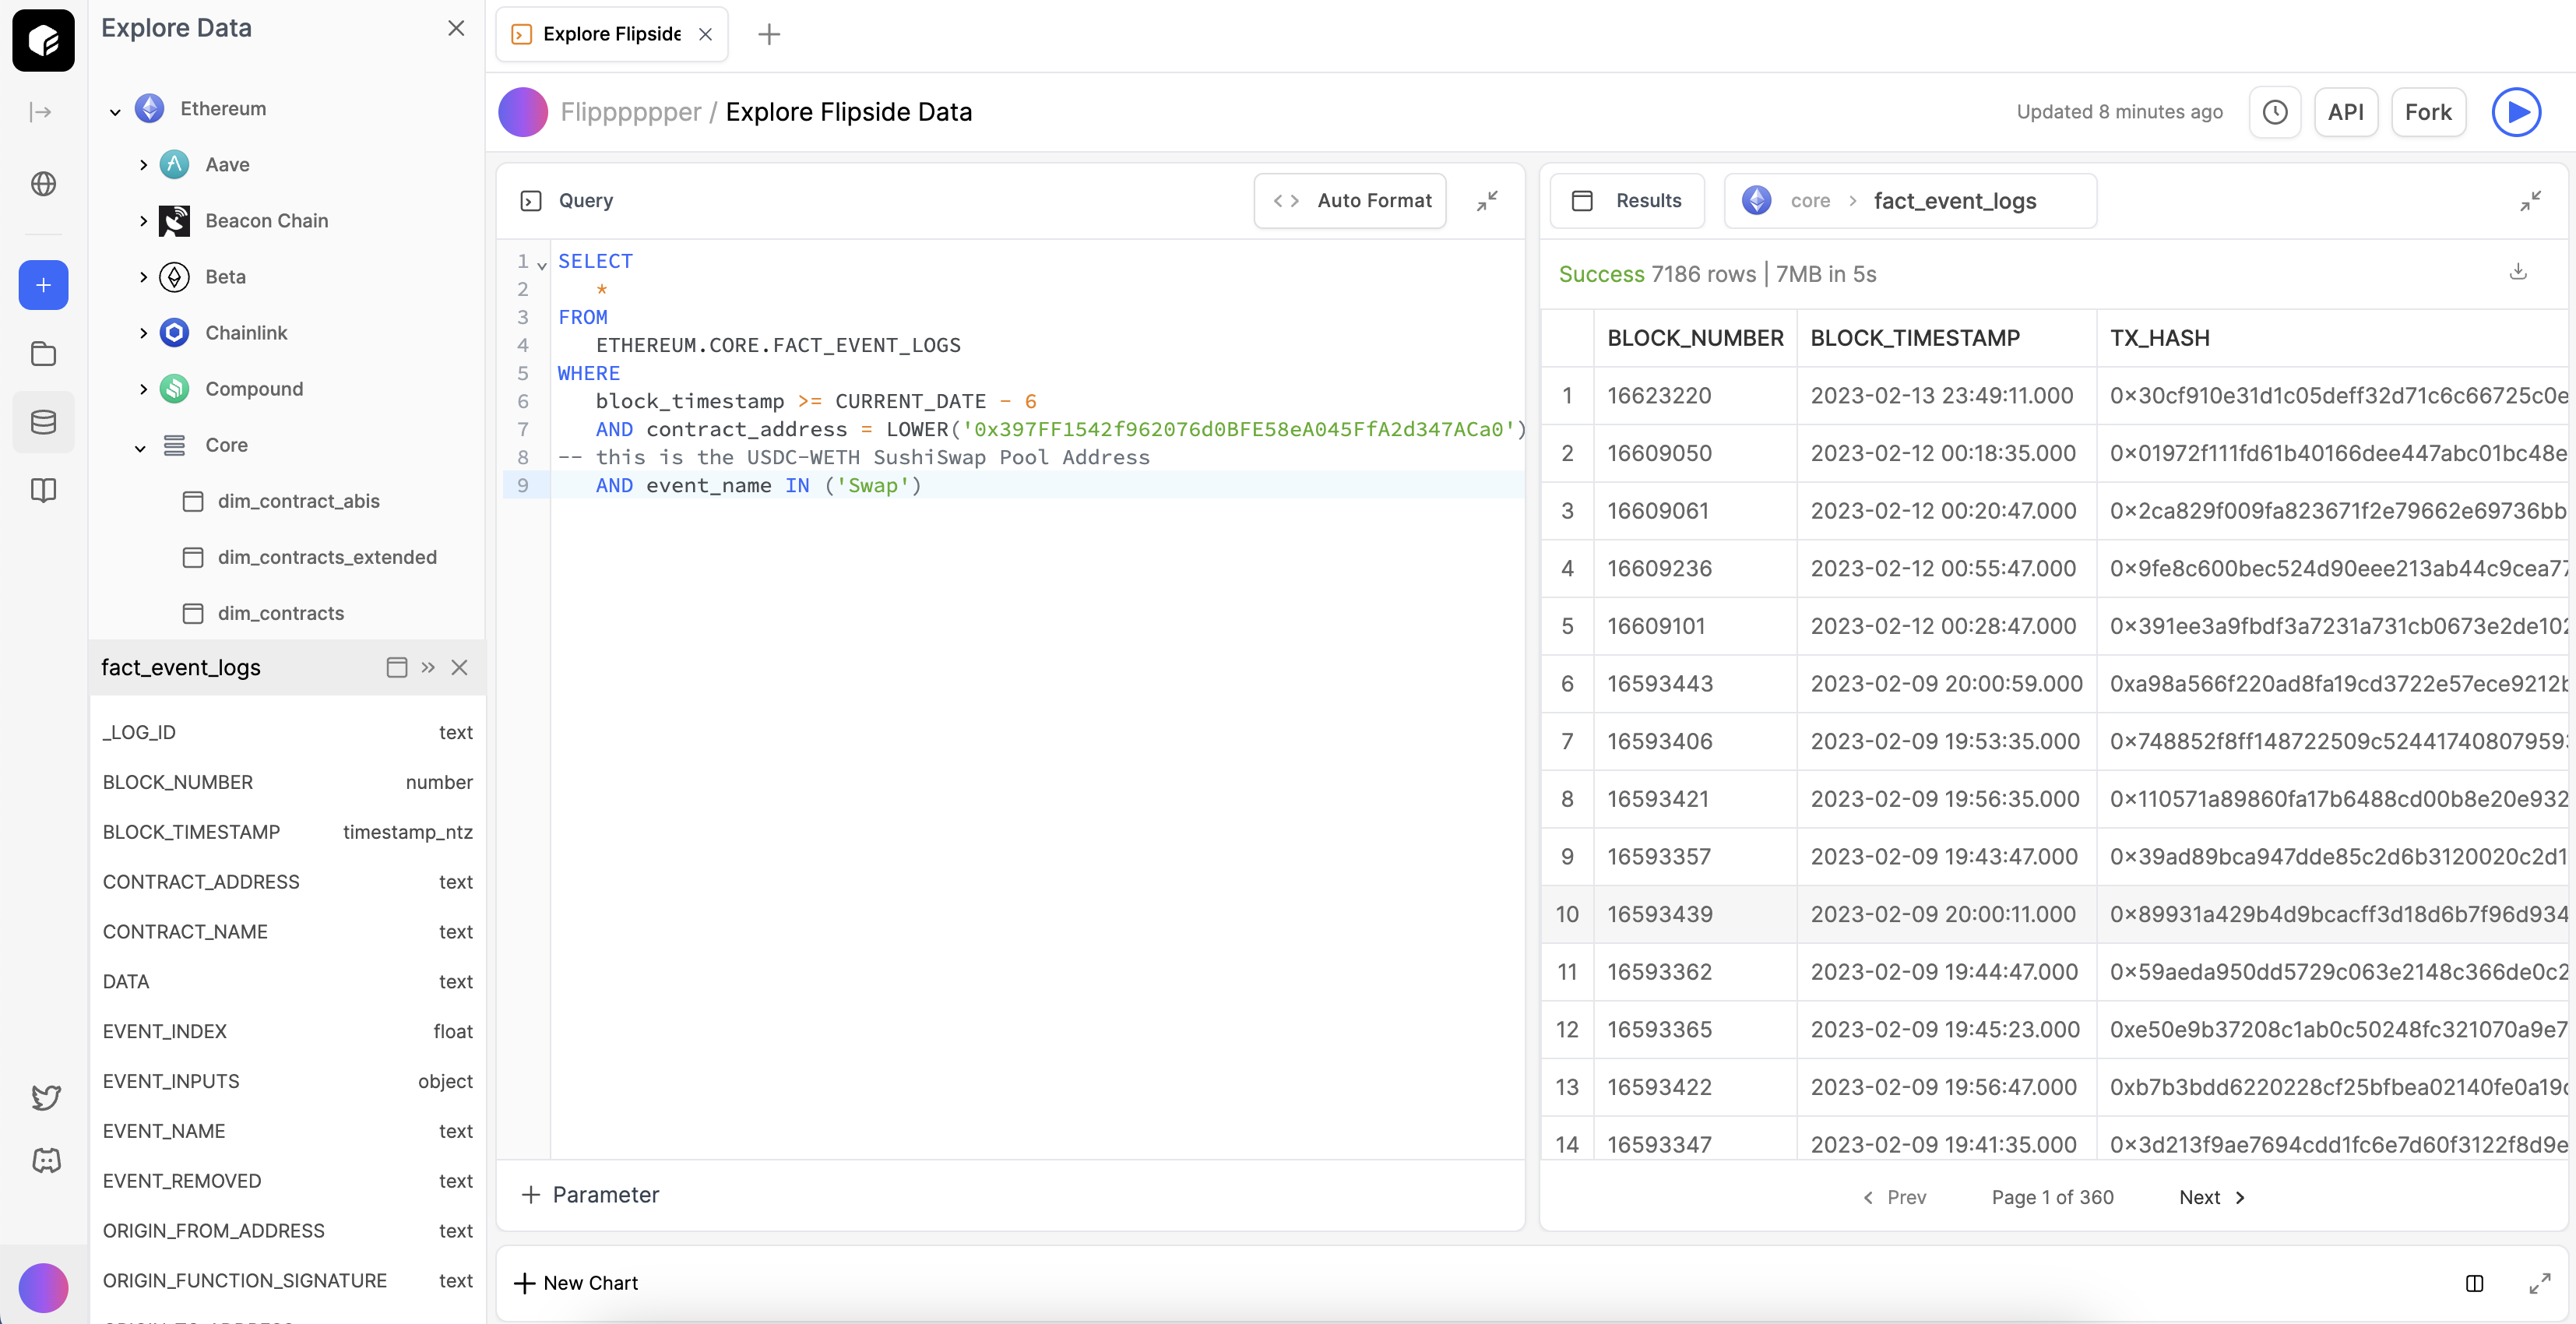 Explore Data
Ethereum
Aave
Beacon Chain
Beta
Chainlink
Compound
Core
dim_contract_abis
dim_contracts_extended
dim_contracts
fact_event_logs
_LOG_ID text
BLOCK_NUMBER number
BLOCK_TIMESTAMP timestamp_ntz
CONTRACT_ADDRESS text
CONTRACT_NAME text
DATA text
EVENT_INDEX float
EVENT_INPUTS object
EVENT_NAME text
EVENT_REMOVED text
ORIGIN_FROM_ADDRESS text
ORIGIN_FUNCTION_SIGNATURE text
Explore Flipside
Flipppppper / Explore Flipside Data
Updated 8 minutes ago
API
Fork
Query
<> Auto Format
1 SELECT
2 *
3 FROM
4 ETHEREUM.CORE.FACT_EVENT_LOGS
5 WHERE
6 block_timestamp >= CURRENT_DATE - 6
7 AND contract_address = LOWER('0x397FF1542f962076d0BFE58eA045FfA2d347ACa0')
8 -- this is the USDC-WETH SushiSwap Pool Address
9 AND event_name IN ('Swap')
+ Parameter
Results
core > fact_event_logs
Success 7186 rows | 7MB in 5s
BLOCK_NUMBER BLOCK_TIMESTAMP TX_HASH
1 16623220 2023-02-13 23:49:11.000 0x30cf910e31d1c05deff32d71c6c66725c0e
2 16609050 2023-02-12 00:18:35.000 0x01972f111fd61b40166dee447abc01bc48e
3 16609061 2023-02-12 00:20:47.000 0x2ca829f009fa823671f2e79662e69736bb
4 16609236 2023-02-12 00:55:47.000 0x9fe8c600bec524d90eee213ab44c9cea77
5 16609101 2023-02-12 00:28:47.000 0x391ee3a9fbdf3a7231a731cb0673e2de102
6 16593443 2023-02-09 20:00:59.000 0xa98a566f220ad8fa19cd3722e57ece9212b
7 16593406 2023-02-09 19:53:35.000 0x748852f8ff148722509c524417408079593
8 16593421 2023-02-09 19:56:35.000 0x110571a89860fa17b6488cd00b8e20e932
9 16593357 2023-02-09 19:43:47.000 0x39ad89bca947dde85c2d6b3120020c2d1
10 16593439 2023-02-09 20:00:11.000 0x89931a429b4d9bcacff3d18d6b7f96d934
11 16593362 2023-02-09 19:44:47.000 0x59aeda950dd5729c063e2148c366de0c2
12 16593365 2023-02-09 19:45:23.000 0xe50e9b37208c1ab0c50248fc321070a9e7
13 16593422 2023-02-09 19:56:47.000 0xb7b3bdd6220228cf25bfbea02140fe0a19c
14 16593347 2023-02-09 19:41:35.000 0x3d213f9ae7694cdd1fc6e7d60f3122f8d9e
< Prev Page 1 of 360 Next >
+ New Chart